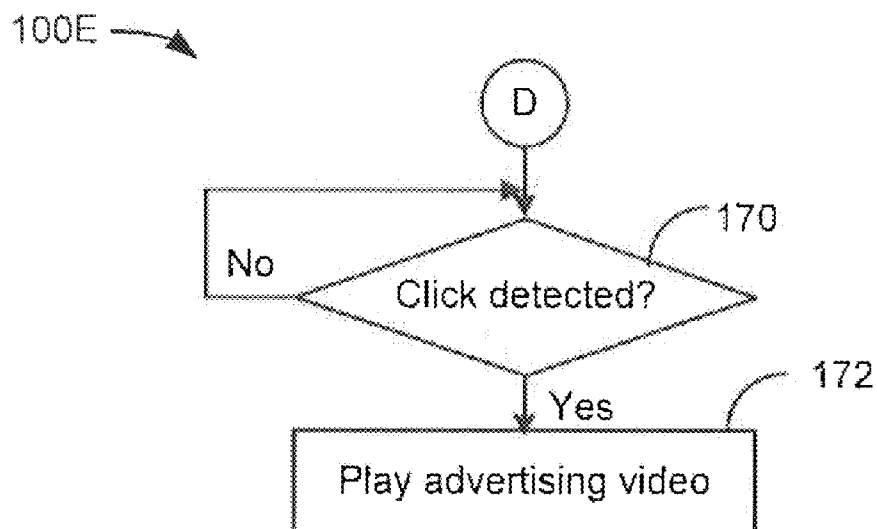 100E
D
170
No
Click detected?
172
Yes
Play advertising video